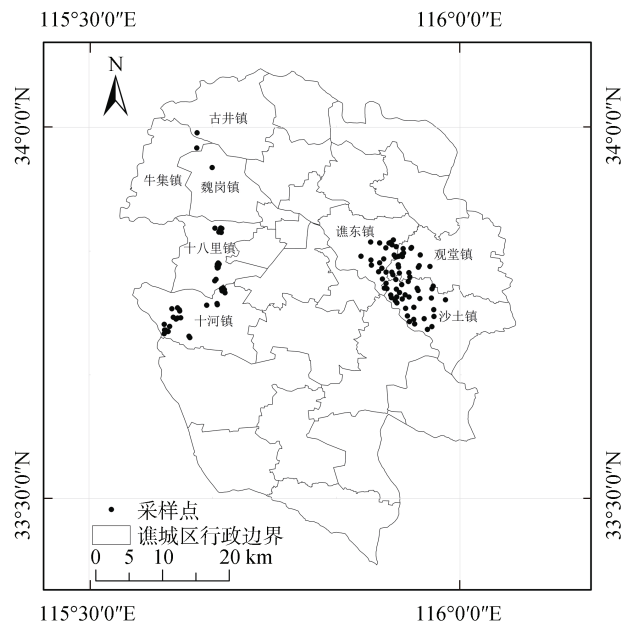 115°30′0″E 116°0′0″E
34°0′0″N 34°0′0″N
N
古井镇
牛集镇
魏岗镇
谯东镇
十八里镇
观堂镇
十河镇
沙土镇
33°30′0″N 33°30′0″N
采样点
谯城区行政边界
0 5 10 20 km
115°30′0″E 116°0′0″E